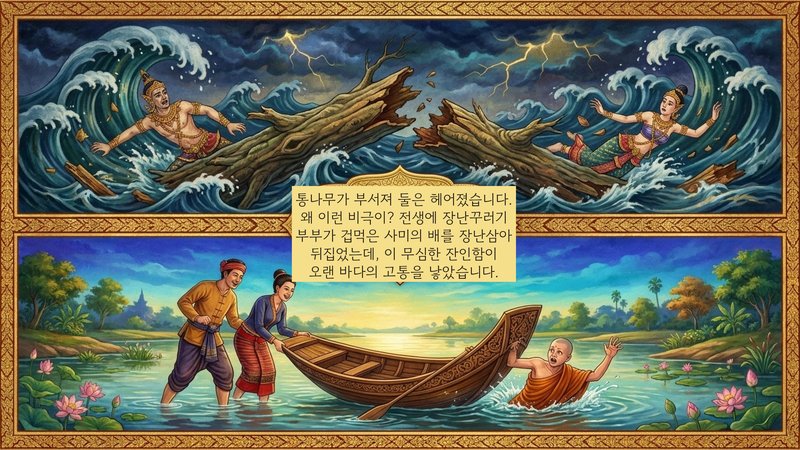 통나무가 부서져 둘은 헤어졌습니다.
왜 이런 비극이? 전생에 장난꾸러기
부부가 겁먹은 사미의 배를 장난삼아
뒤집었는데, 이 무심한 잔인함이
오랜 바다의 고통을 낳았습니다.